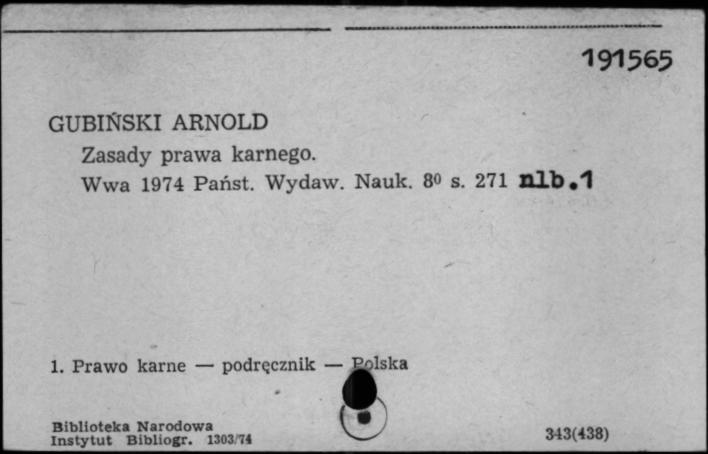 191565
GUBIŃSKI ARNOLD
Zasady prawa karnego.
Wwa 1974 Państ. Wydaw. Nauk. 8⁰ s. 271 nlb.1
1. Prawo karne — podręcznik — Polska
Biblioteka Narodowa
Instytut Bibliogr. 1303/74
343(438)